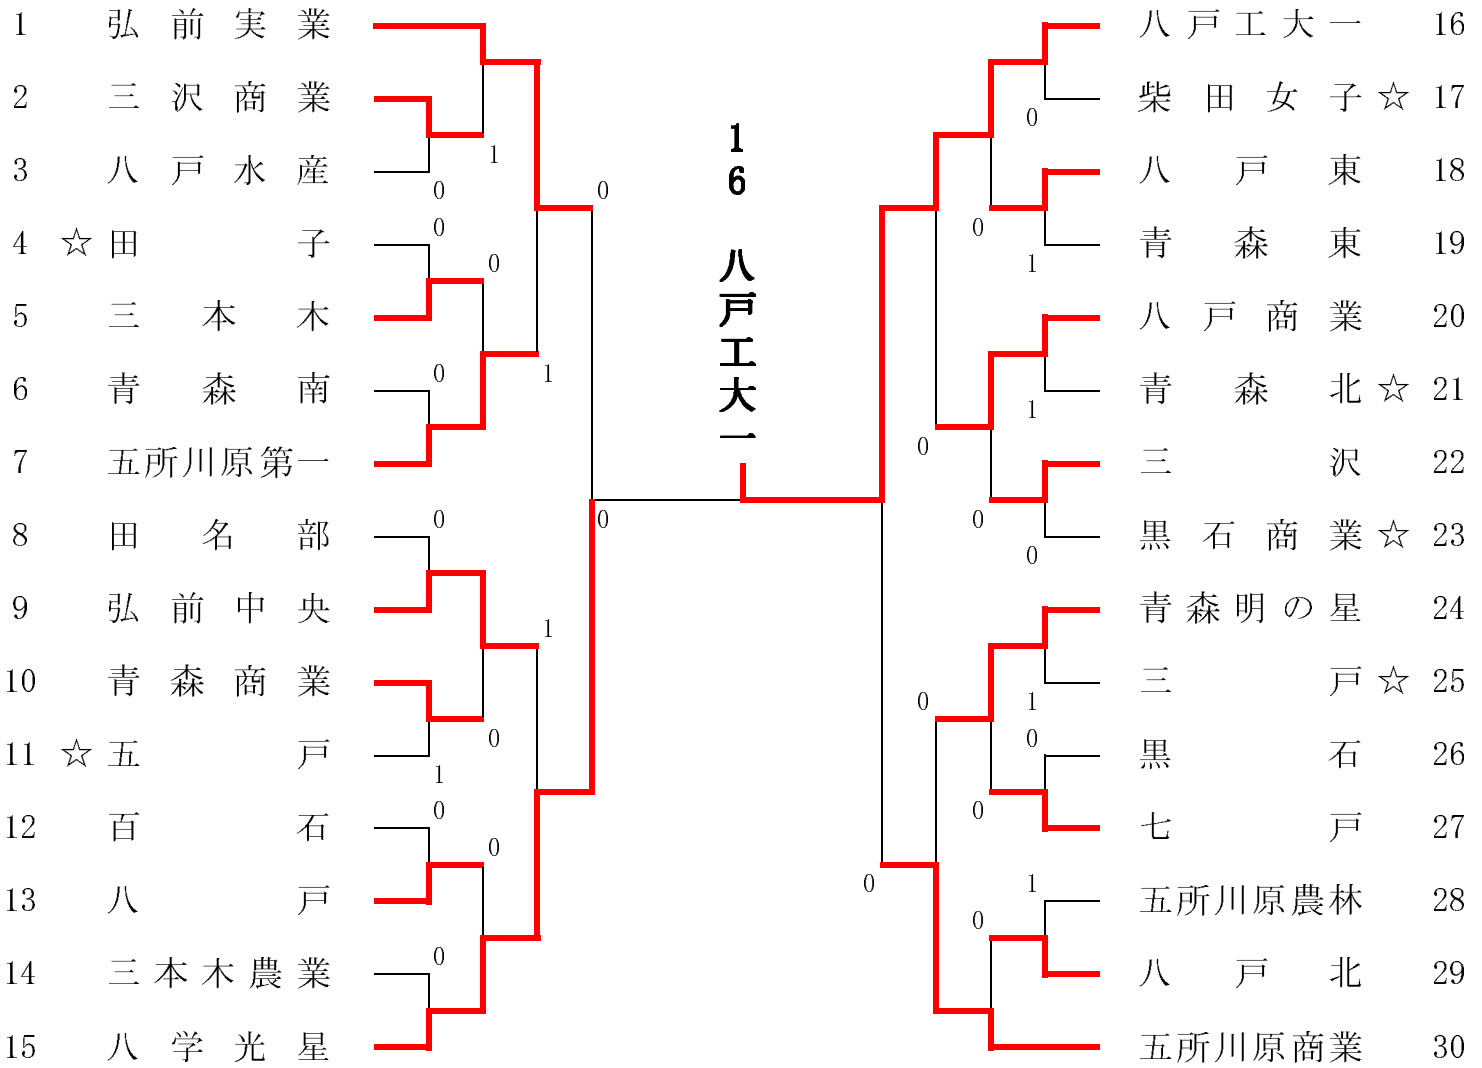 1 弘前実業
2 三沢商業
3 八戸水産
4 ☆田子
5 三本木
6 青森南
7 五所川原第一
8 田名部
9 弘前中央
10 青森商業
11 ☆五戸
12 百石
13 八戸
14 三本木農業
15 八学光星
1
0
0
0
0
1
0
0
1
0
1
0
0
0
0
16 八戸工大一
0
0
1
0
1
0
0
0
1
0
0
1
0
0
八戸工大一 16
柴田女子☆ 17
八戸東 18
青森東 19
八戸商業 20
青森北☆ 21
三沢 22
黒石商業☆ 23
青森明の星 24
三戸☆ 25
黒石 26
七戸 27
五所川原農林 28
八戸北 29
五所川原商業 30